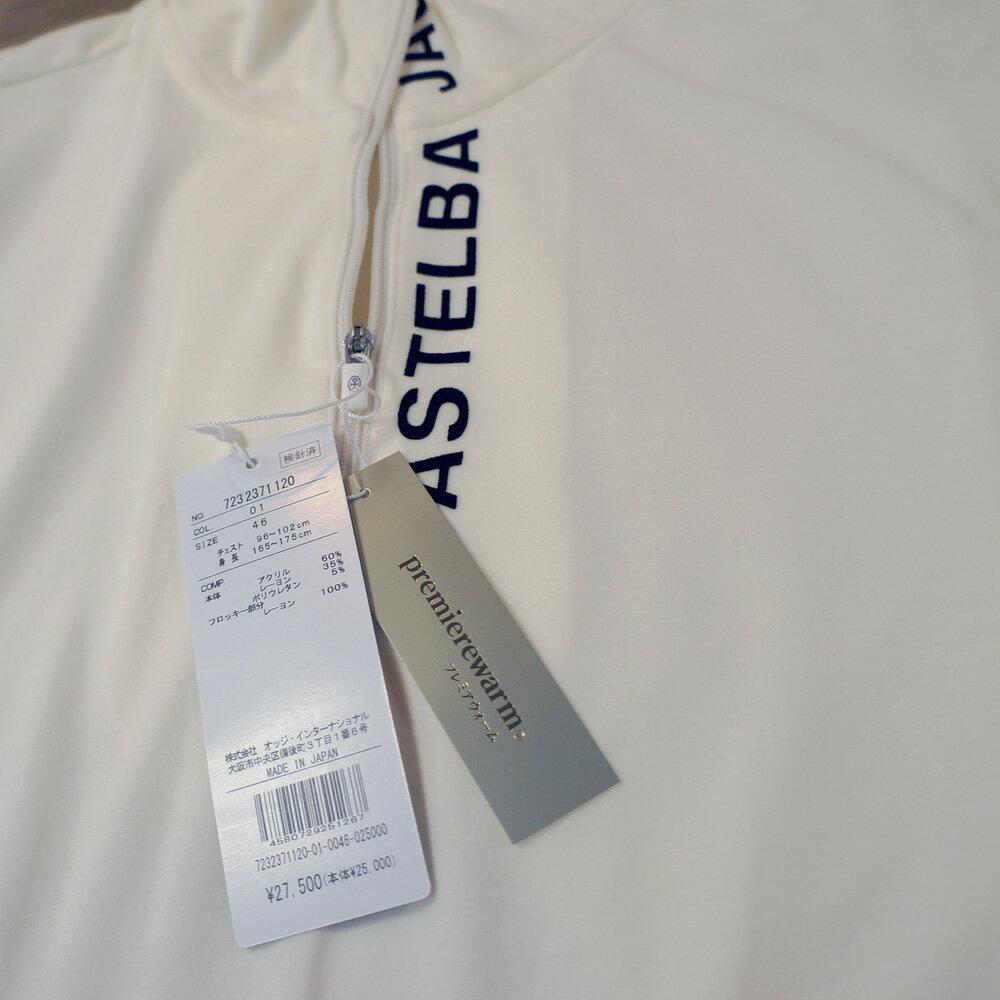 ASTELBA JAC
検針済
NO. 7232371120
COL. 01
SIZE 46
チェスト 96~102cm
身長 165~175cm
COMP.
本体 アクリル 60%
レーヨン 35%
ポリウレタン 5%
フロッキー部分 レーヨン 100%
株式会社 オッジ・インターナショナル
大阪市中央区備後町3丁目1番6号
MADE IN JAPAN
4580729251267
7232371120-01-0046-025000
¥27,500(本体¥25,000)
premierewarm®
プレミアウォーム